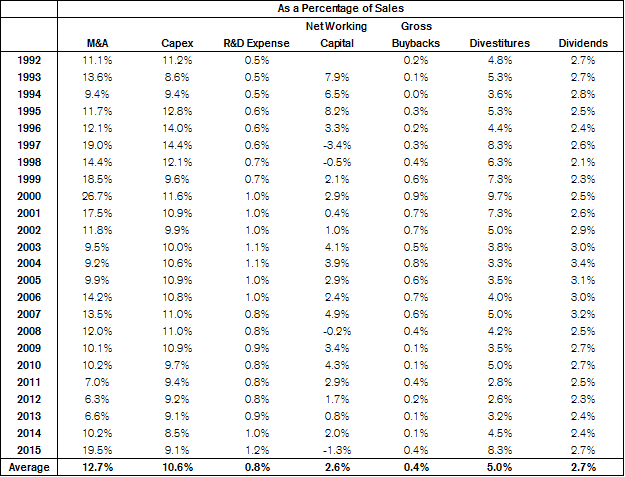 As a Percentage of Sales
Net Working Gross
M&A Capex R&D Expense Capital Buybacks Divestitures Dividends
1992 11.1% 11.2% 0.5% 0.2% 4.8% 2.7%
1993 13.6% 8.6% 0.5% 7.9% 0.1% 5.3% 2.7%
1994 9.4% 9.4% 0.5% 6.5% 0.0% 3.6% 2.8%
1995 11.7% 12.8% 0.6% 8.2% 0.3% 5.3% 2.5%
1996 12.1% 14.0% 0.6% 3.3% 0.2% 4.4% 2.4%
1997 19.0% 14.4% 0.6% -3.4% 0.3% 8.3% 2.6%
1998 14.4% 12.1% 0.7% -0.5% 0.4% 6.3% 2.1%
1999 18.5% 9.6% 0.7% 2.1% 0.6% 7.3% 2.3%
2000 26.7% 11.6% 1.0% 2.9% 0.9% 9.7% 2.5%
2001 17.5% 10.9% 1.0% 0.4% 0.7% 7.3% 2.6%
2002 11.8% 9.9% 1.0% 1.0% 0.7% 5.0% 2.9%
2003 9.5% 10.0% 1.1% 4.1% 0.5% 3.8% 3.0%
2004 9.2% 10.6% 1.1% 3.9% 0.8% 3.3% 3.4%
2005 9.9% 10.9% 1.0% 2.9% 0.6% 3.5% 3.1%
2006 14.2% 10.8% 1.0% 2.4% 0.7% 4.0% 3.0%
2007 13.5% 11.0% 0.8% 4.9% 0.6% 5.0% 3.2%
2008 12.0% 11.0% 0.8% -0.2% 0.4% 4.2% 2.5%
2009 10.1% 10.9% 0.9% 3.4% 0.1% 3.5% 2.7%
2010 10.2% 9.7% 0.8% 4.3% 0.1% 5.0% 2.7%
2011 7.0% 9.4% 0.8% 2.9% 0.4% 2.8% 2.5%
2012 6.3% 9.2% 0.8% 1.7% 0.2% 2.6% 2.3%
2013 6.6% 9.1% 0.9% 0.8% 0.1% 3.2% 2.4%
2014 10.2% 8.5% 1.0% 2.0% 0.1% 4.5% 2.4%
2015 19.5% 9.1% 1.2% -1.3% 0.4% 8.3% 2.7%
Average 12.7% 10.6% 0.8% 2.6% 0.4% 5.0% 2.7%